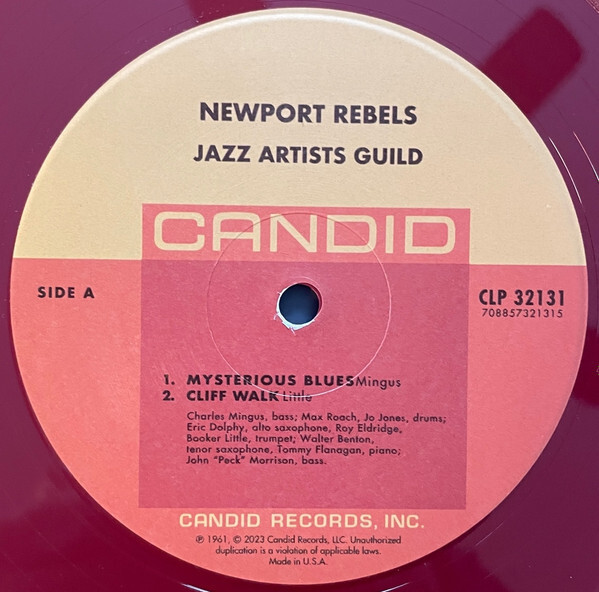 NEWPORT REBELS
JAZZ ARTISTS GUILD
CANDID
SIDE A
CLP 32131
708857321315
1. MYSTERIOUS BLUES Mingus
2. CLIFF WALK Little
Charles Mingus, bass; Max Roach, Jo Jones, drums;
Eric Dolphy, alto saxophone, Roy Eldridge,
Booker Little, trumpet; Walter Benton,
tenor saxophone, Tommy Flanagan, piano;
John "Peck" Morrison, bass.
CANDID RECORDS, INC.
℗ 1961, © 2023 Candid Records, LLC. Unauthorized
duplication is a violation of applicable laws.
Made in U.S.A.